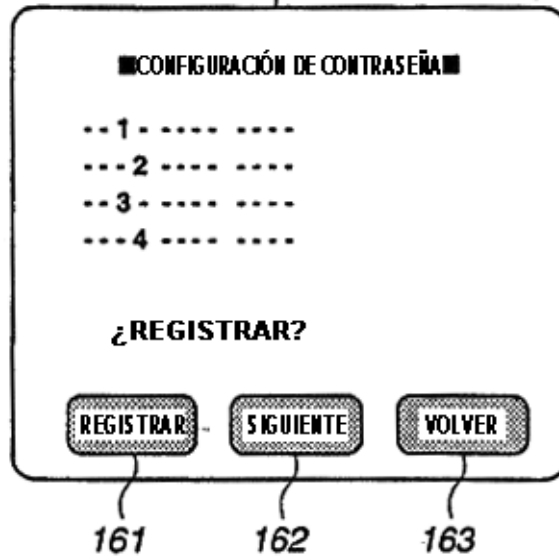 ■CONFIGURACIÓN DE CONTRASEÑA■
--1- ---- ----
---2 ---- ----
--3- ---- ----
---4 ---- ----
¿REGISTRAR?
REGISTRAR SIGUIENTE VOLVER
161 162 163